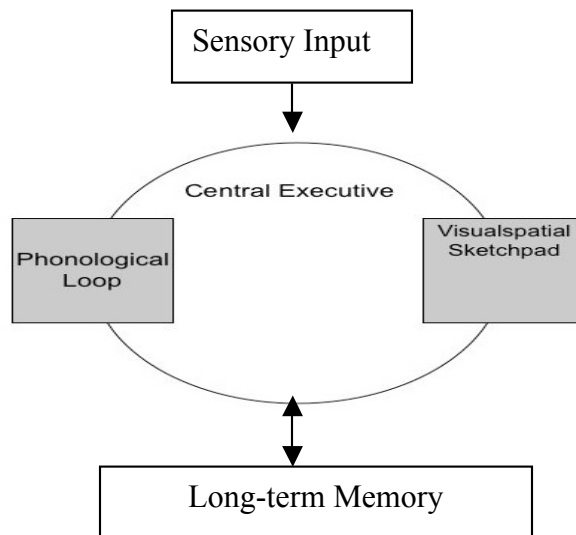 Sensory Input
Central Executive
Phonological
Loop
Visualspatial
Sketchpad
Long-term Memory